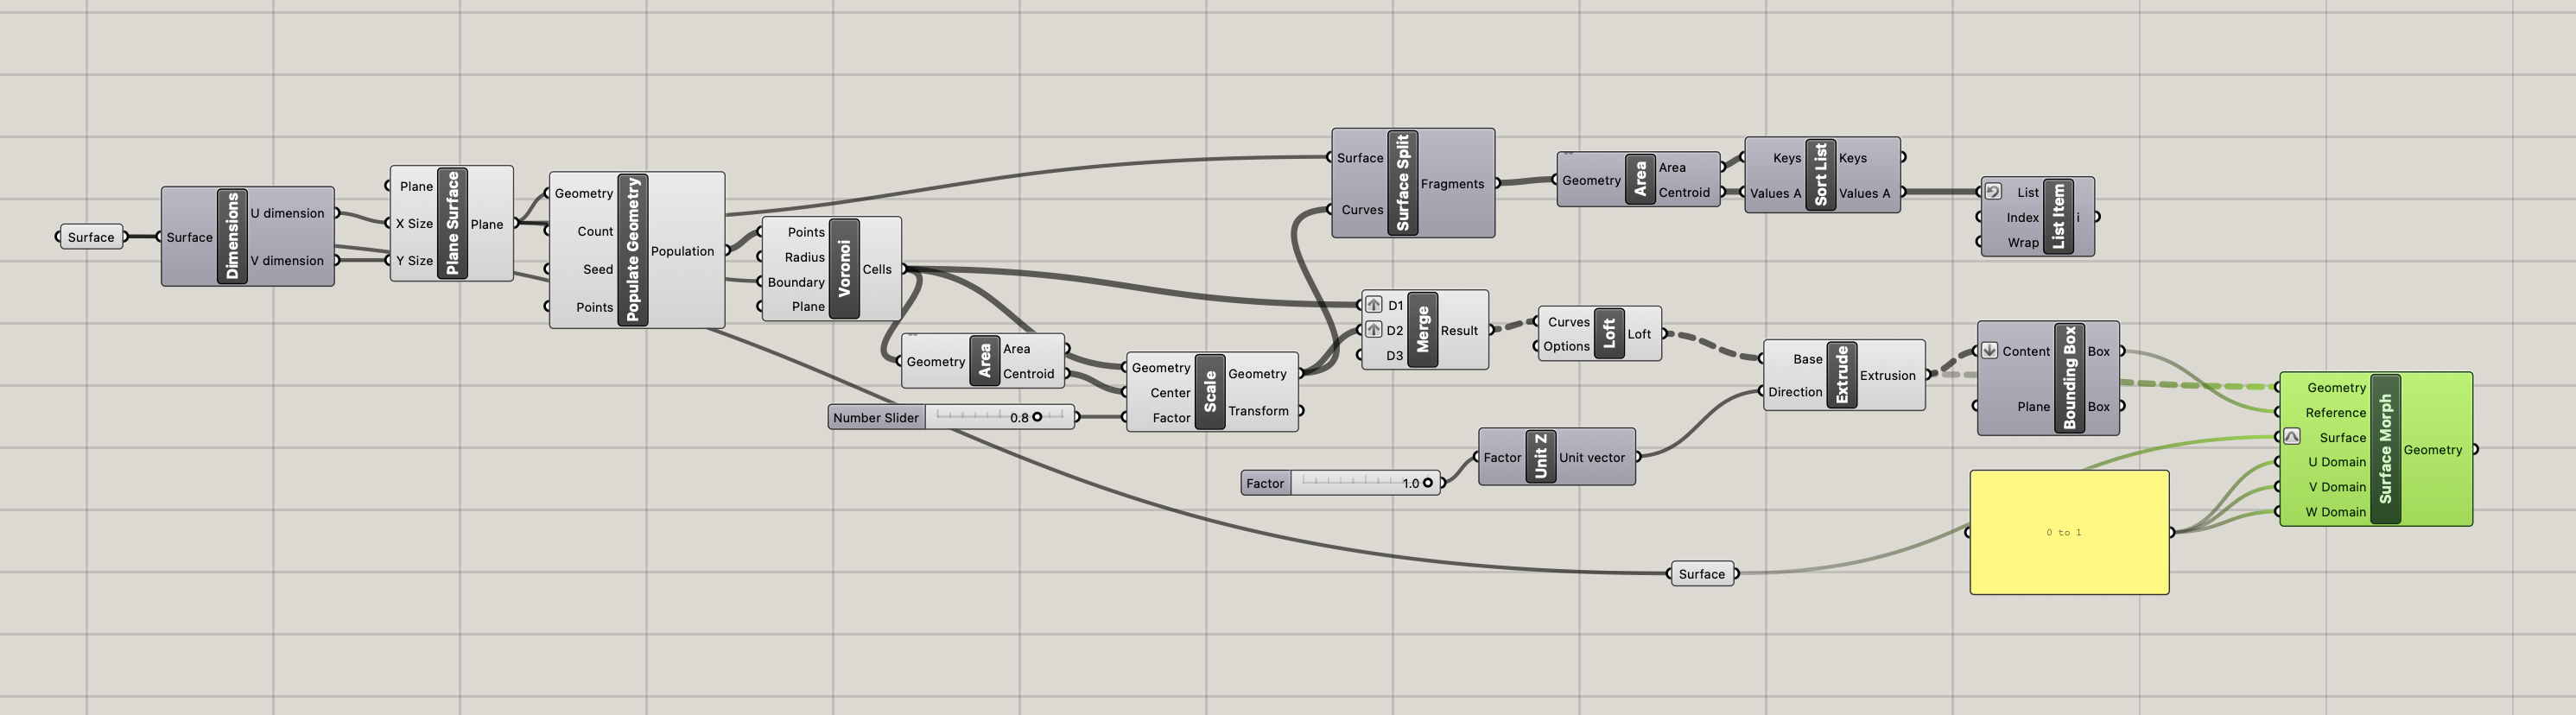 Surface
Surface
Dimensions
U dimension
V dimension
Plane
X Size
Y Size
Plane Surface
Plane
Geometry
Count
Seed
Points
Populate Geometry
Population
Points
Radius
Boundary
Plane
Voronoi
Cells
Geometry
Area
Area
Centroid
Number Slider
0.8
Geometry
Center
Factor
Scale
Geometry
Transform
Surface
Curves
Surface Split
Fragments
Geometry
Area
Area
Centroid
Keys
Values A
Sort List
Keys
Values A
List
Index
Wrap
List Item
i
D1
D2
D3
Merge
Result
Curves
Options
Loft
Loft
Factor
1.0
Factor
Unit Z
Unit vector
Base
Direction
Extrude
Extrusion
Content
Plane
Bounding Box
Box
Box
Surface
0 to 1
Geometry
Reference
Surface
U Domain
V Domain
W Domain
Surface Morph
Geometry